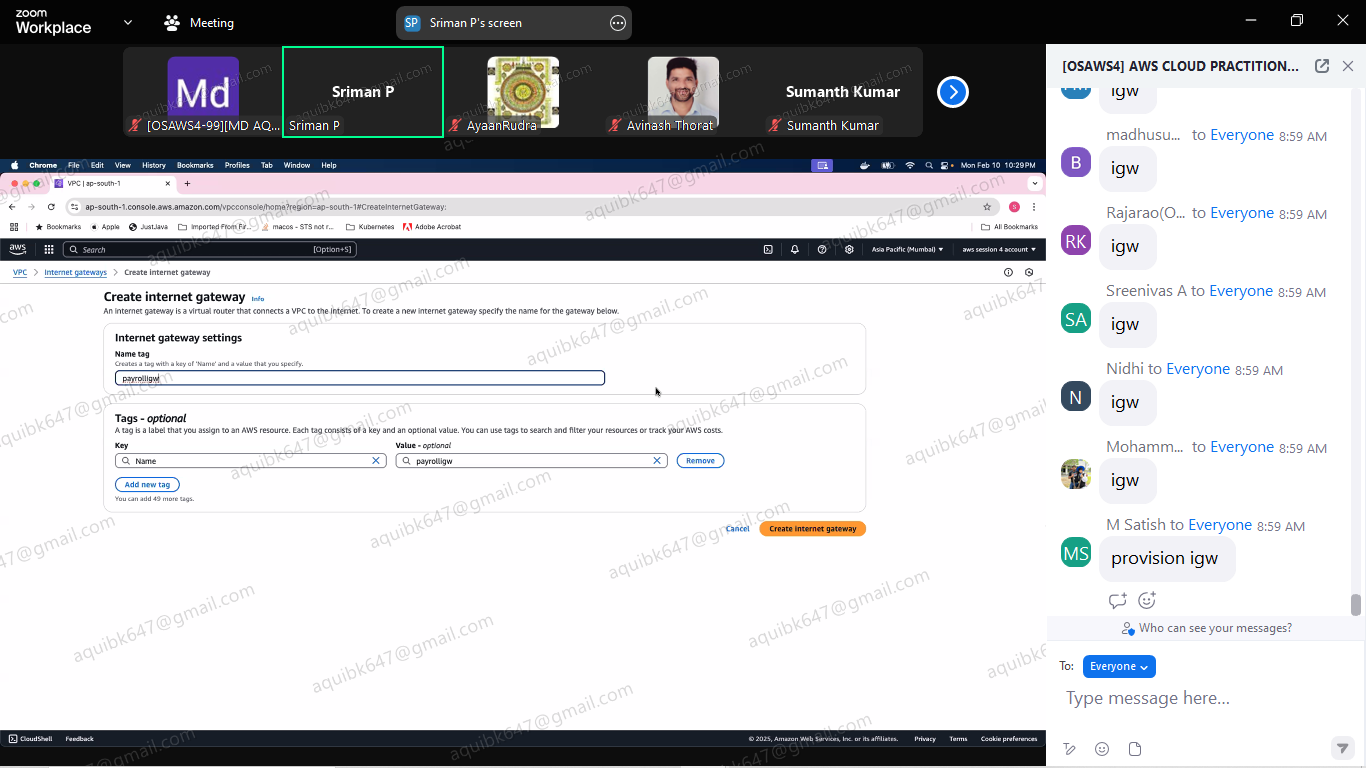 zoom
Workplace
Meeting
SP
Sriman P's screen
Md
[OSAWS4-99][MD AQ...
Sriman P
Sriman P
AyaanRudra
Avinash Thorat
Sumanth Kumar
Sumanth Kumar
Chrome File Edit View History Bookmarks Profiles Tab Window Help
Mon Feb 10 10:29PM
VPC | ap-south-1
ap-south-1.console.aws.amazon.com/vpcconsole/home?region=ap-south-1#CreateInternetGateway:
S
Bookmarks Apple JustJava Imported From Fir... macos - STS not r... Kubernetes Adobe Acrobat
All Bookmarks
aws
Search
[Option+S]
Asia Pacific (Mumbai)
aws session 4 account
VPC > Internet gateways > Create internet gateway
Create internet gateway Info
An internet gateway is a virtual router that connects a VPC to the internet. To create a new internet gateway specify the name for the gateway below.
Internet gateway settings
Name tag
Creates a tag with a key of 'Name' and a value that you specify.
payrolligw
Tags - optional
A tag is a label that you assign to an AWS resource. Each tag consists of a key and an optional value. You can use tags to search and filter your resources or track your AWS costs.
Key
Value - optional
Name
payrolligw
Remove
Add new tag
You can add 49 more tags.
Cancel
Create internet gateway
CloudShell Feedback
© 2025, Amazon Web Services, Inc. or its affiliates. Privacy Terms Cookie preferences
aquibk647@gmail.com
[OSAWS4] AWS CLOUD PRACTITION...
igw
madhusu... to Everyone 8:59 AM
B
igw
Rajarao(O... to Everyone 8:59 AM
RK
igw
Sreenivas A to Everyone 8:59 AM
SA
igw
Nidhi to Everyone 8:59 AM
N
igw
Mohamm... to Everyone 8:59 AM
igw
M Satish to Everyone 8:59 AM
MS
provision igw
Who can see your messages?
To: Everyone
Type message here...